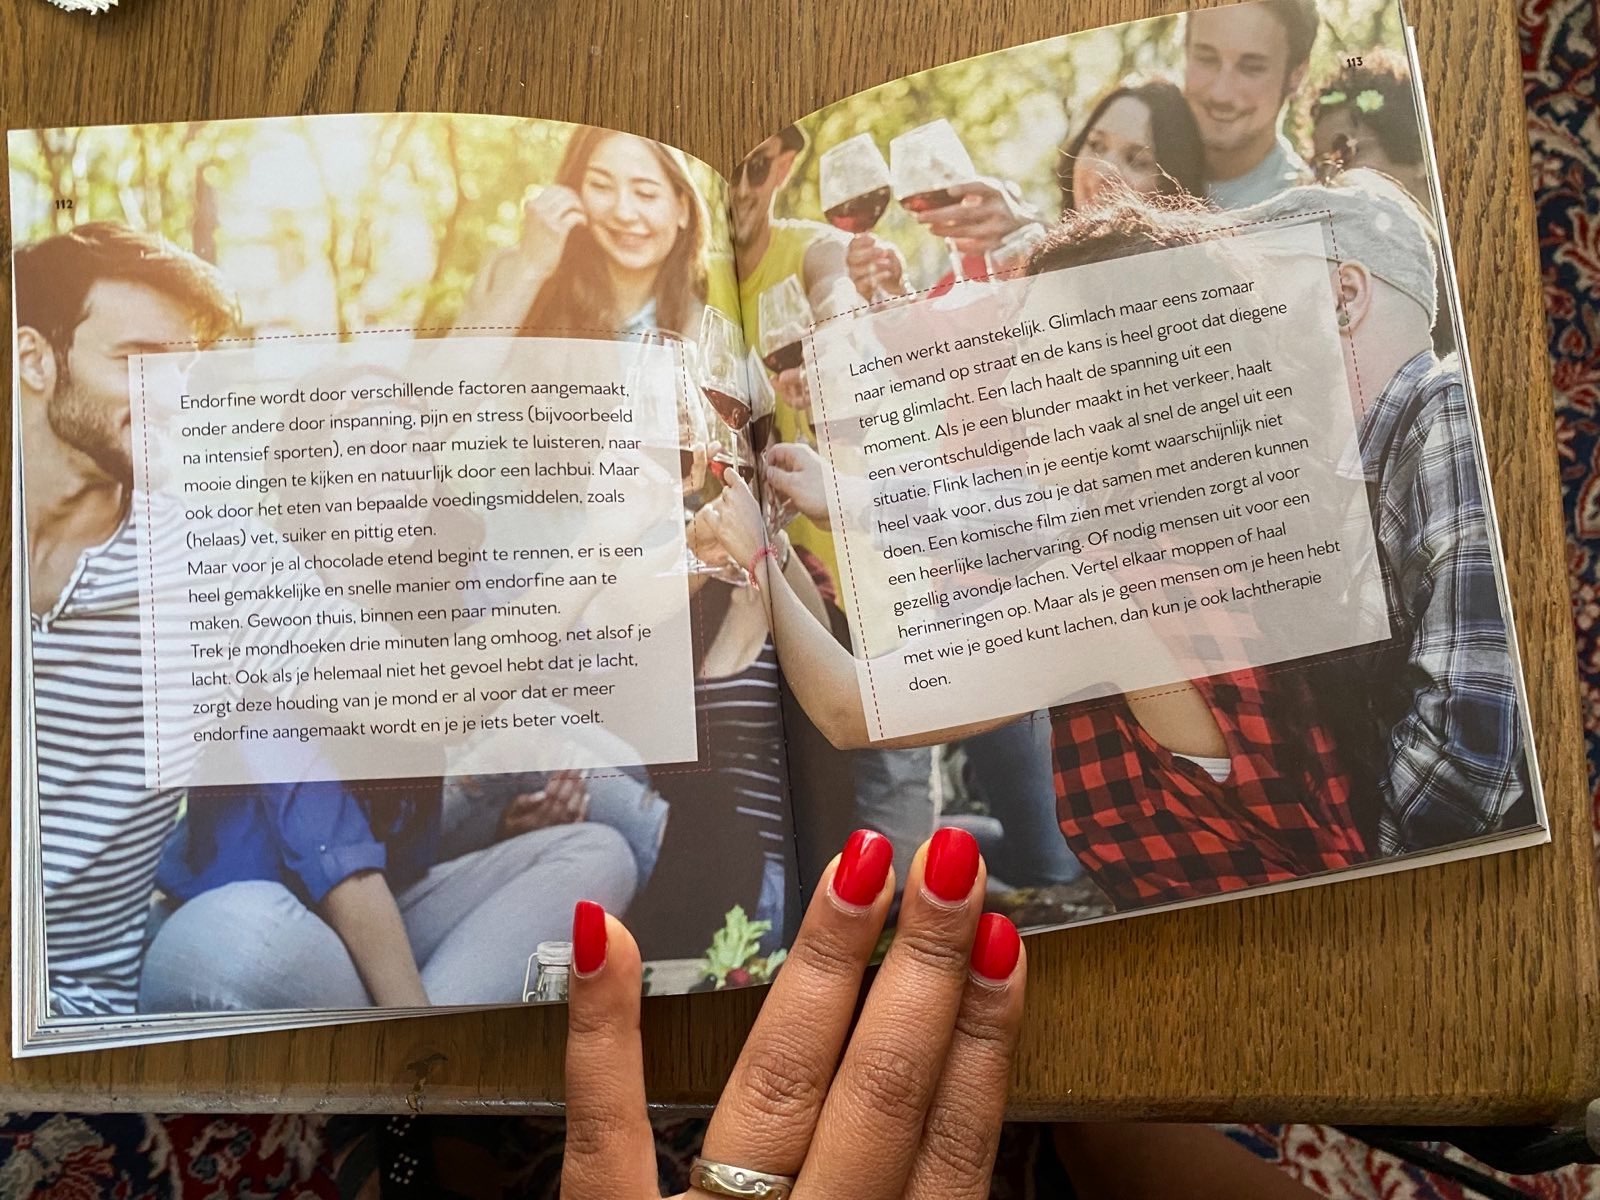 112
Endorfine wordt door verschillende factoren aangemaakt,
onder andere door inspanning, pijn en stress (bijvoorbeeld
na intensief sporten), en door naar muziek te luisteren, naar
mooie dingen te kijken en natuurlijk door een lachbui. Maar
ook door het eten van bepaalde voedingsmiddelen, zoals
(helaas) vet, suiker en pittig eten.
Maar voor je al chocolade etend begint te rennen, er is een
heel gemakkelijke en snelle manier om endorfine aan te
maken. Gewoon thuis, binnen een paar minuten.
Trek je mondhoeken drie minuten lang omhoog, net alsof je
lacht. Ook als je helemaal niet het gevoel hebt dat je lacht,
zorgt deze houding van je mond er al voor dat er meer
endorfine aangemaakt wordt en je je iets beter voelt.
113
Lachen werkt aanstekelijk. Glimlach maar eens zomaar
naar iemand op straat en de kans is heel groot dat diegene
terug glimlacht. Een lach haalt de spanning uit een
moment. Als je een blunder maakt in het verkeer, haalt
een verontschuldigende lach vaak al snel de angel uit een
situatie. Flink lachen in je eentje komt waarschijnlijk niet
heel vaak voor, dus zou je dat samen met anderen kunnen
doen. Een komische film zien met vrienden zorgt al voor
een heerlijke lachervaring. Of nodig mensen uit voor een
gezellig avondje lachen. Vertel elkaar moppen of haal
herinneringen op. Maar als je geen mensen om je heen hebt
met wie je goed kunt lachen, dan kun je ook lachtherapie
doen.